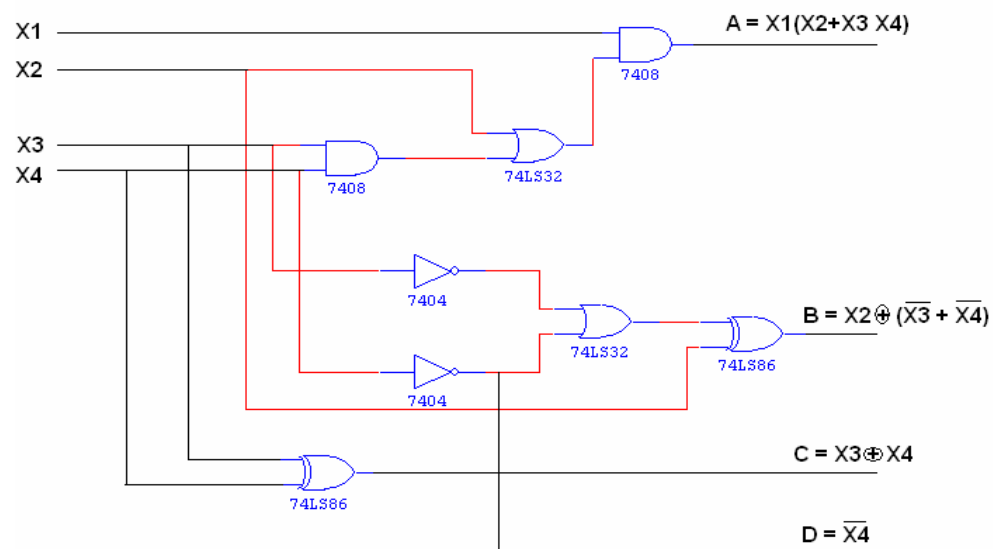 X1
A = X1(X2+X3 X4)
X2
7408
X3
X4
7408
74LS32
7404
B = X2 ⊕ (X̅3̅ + X̅4̅)
74LS32
74LS86
7404
C = X3⊕X4
74LS86
D = X̅4̅